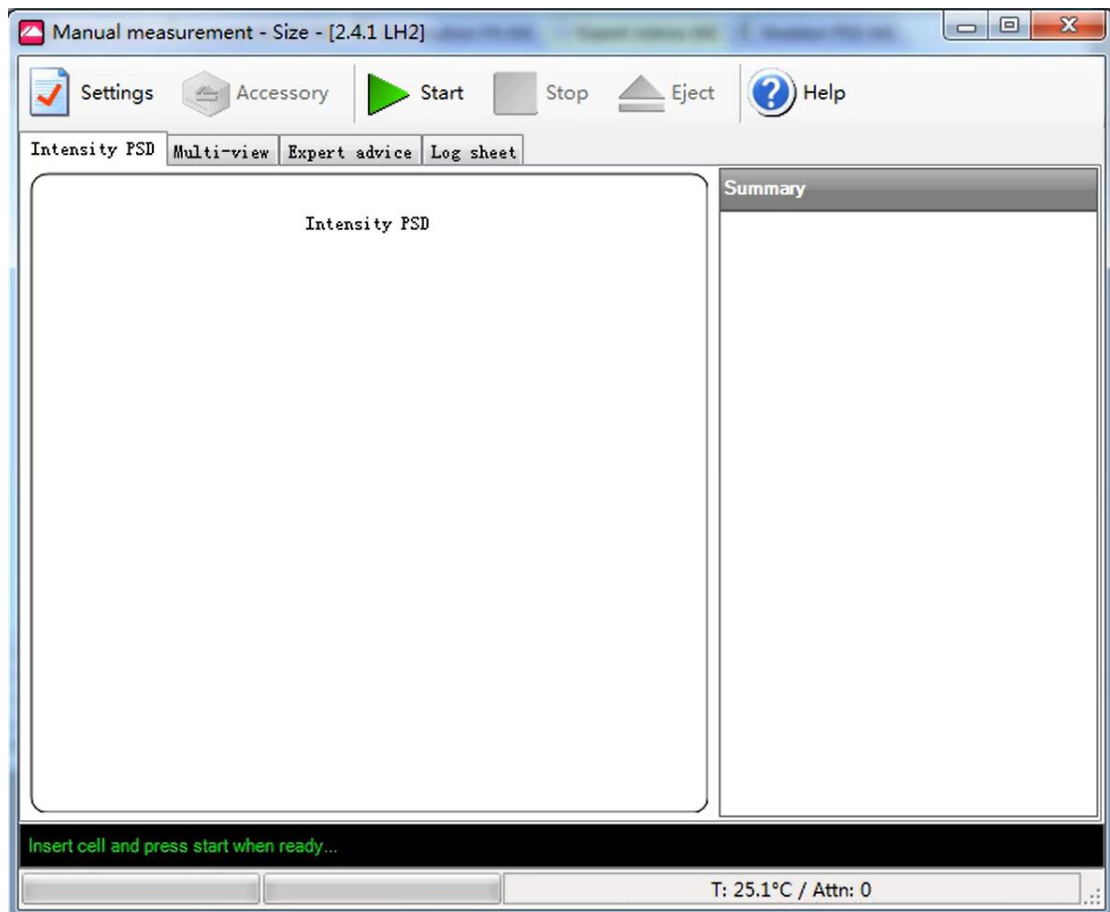 Manual measurement - Size - [2.4.1 LH2]
Settings Accessory Start Stop Eject Help
Intensity PSD Multi-view Expert advice Log sheet
Summary
Intensity PSD
Insert cell and press start when ready...
T: 25.1°C / Attn: 0